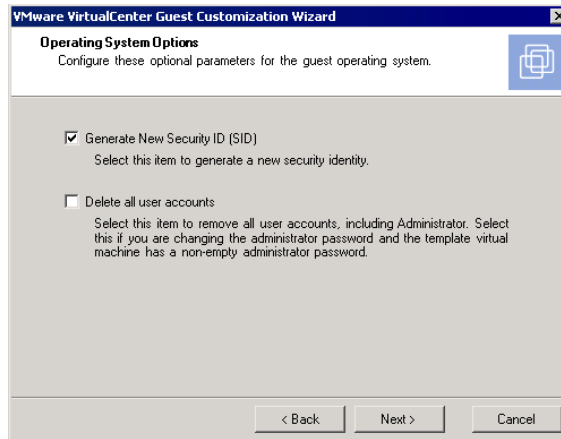 VMware VirtualCenter Guest Customization Wizard
Operating System Options
Configure these optional parameters for the guest operating system.
Generate New Security ID (SID)
Select this item to generate a new security identity.
Delete all user accounts
Select this item to remove all user accounts, including Administrator. Select
this if you are changing the administrator password and the template virtual
machine has a non-empty administrator password.
< Back
Next >
Cancel